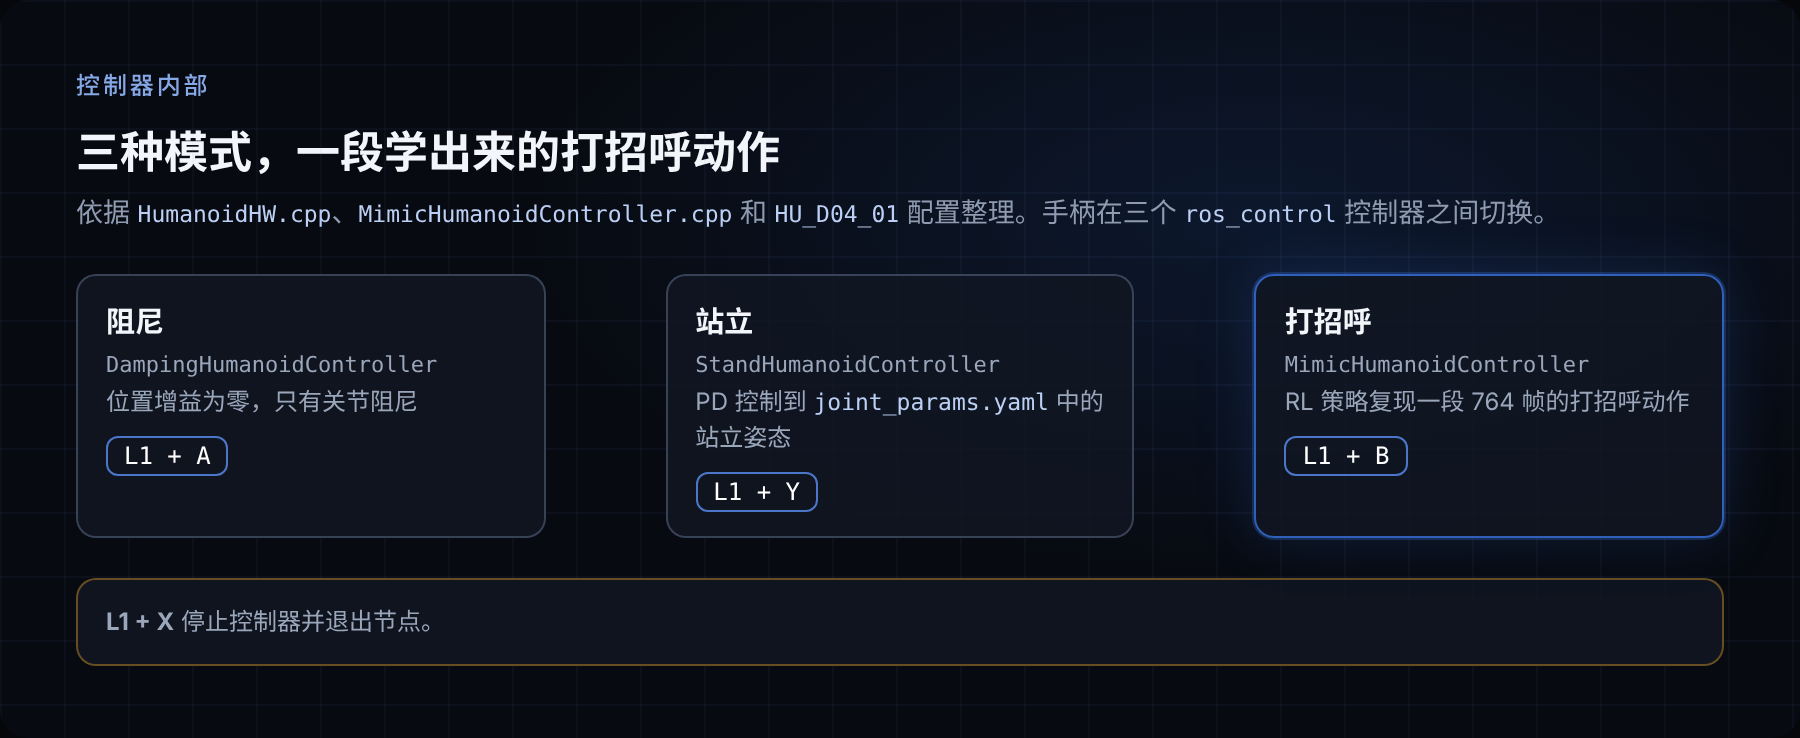 控制器内部
三种模式，一段学出来的打招呼动作
依据 HumanoidHW.cpp、MimicHumanoidController.cpp 和 HU_D04_01 配置整理。手柄在三个 ros_control 控制器之间切换。
阻尼
DampingHumanoidController
位置增益为零，只有关节阻尼
L1 + A
站立
StandHumanoidController
PD 控制到 joint_params.yaml 中的
站立姿态
L1 + Y
打招呼
MimicHumanoidController
RL 策略复现一段 764 帧的打招呼动作
L1 + B
L1 + X 停止控制器并退出节点。